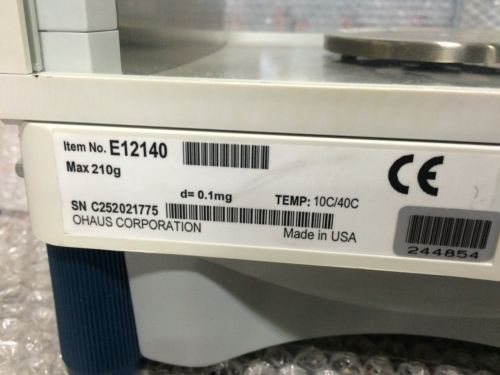 Item No. E12140
Max 210g
d= 0.1mg
TEMP: 10C/40C
SN C252021775
OHAUS CORPORATION
Made in USA
CE
244854